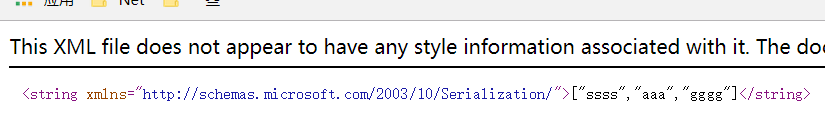 应用 Net
This XML file does not appear to have any style information associated with it. The doc
<string xmlns="http://schemas.microsoft.com/2003/10/Serialization/">["ssss","aaa","gggg"]</string>